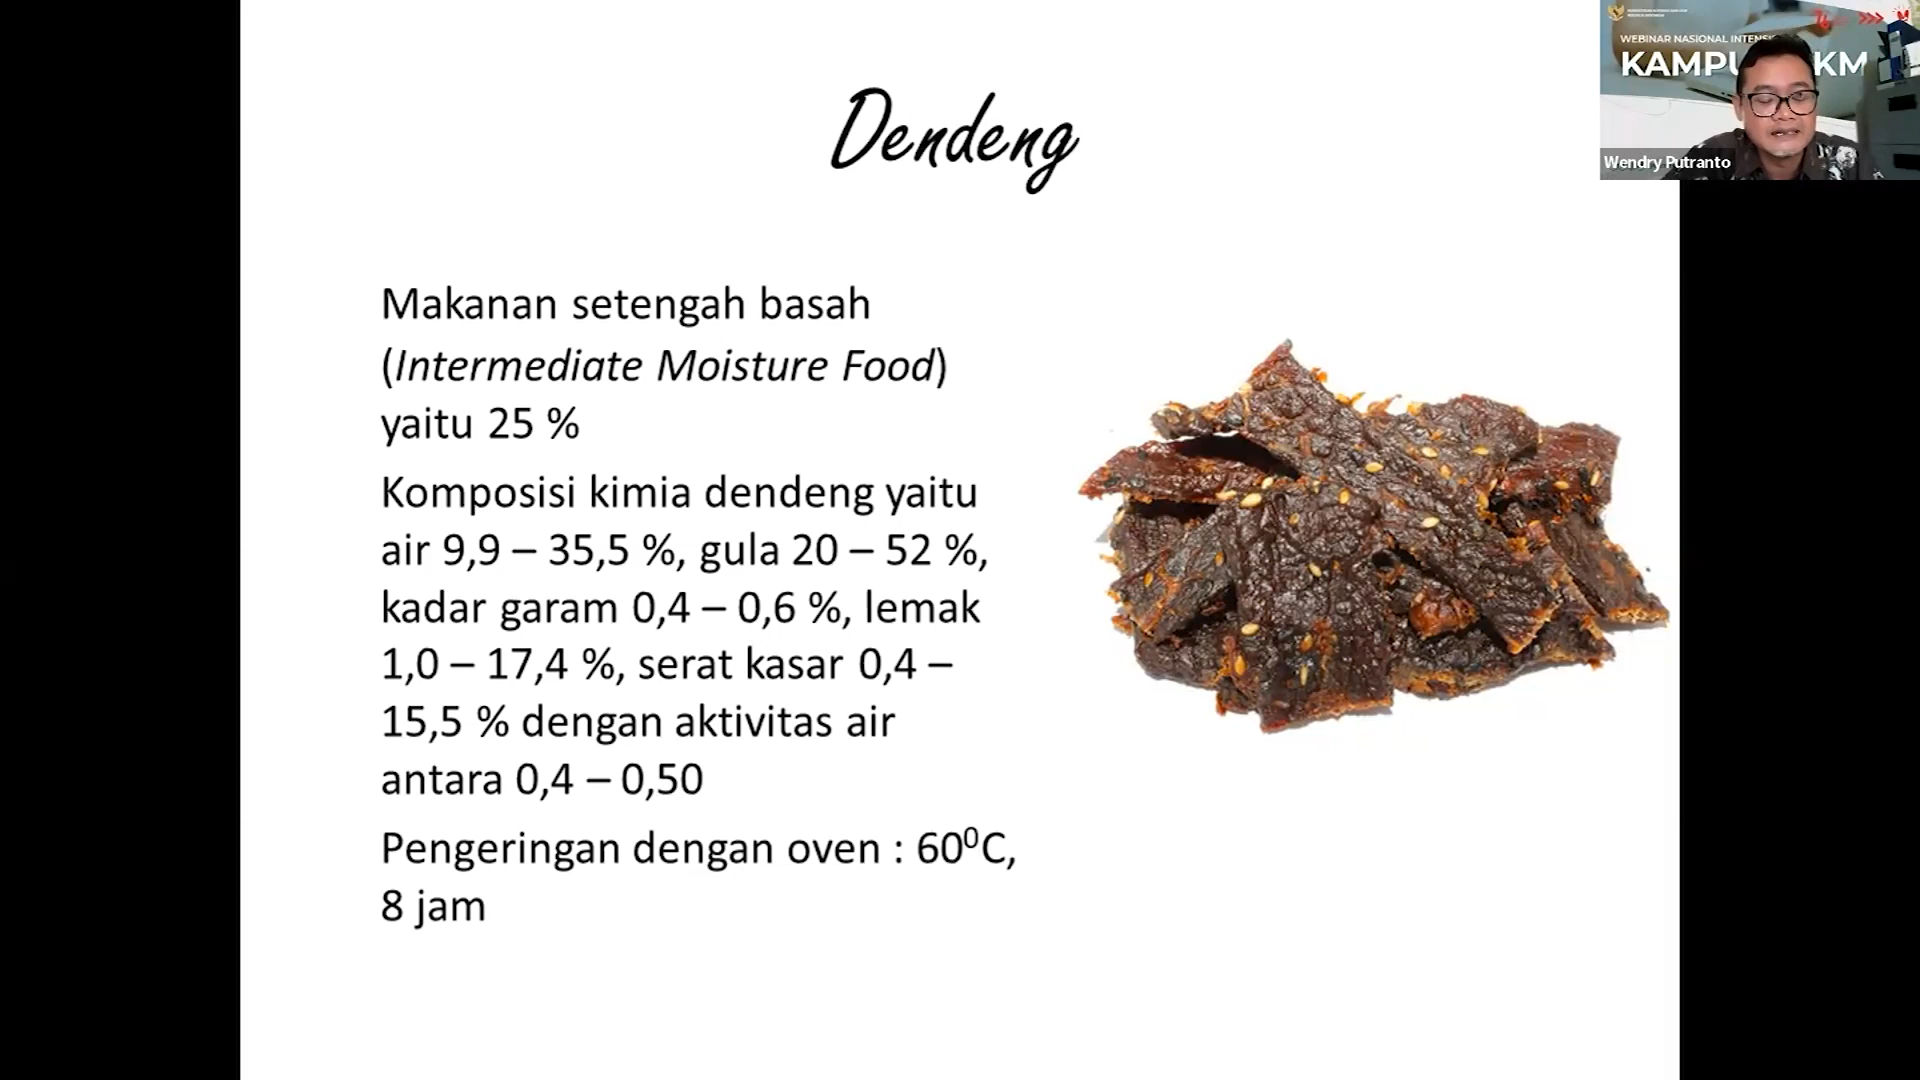 Dendeng
Makanan setengah basah
(Intermediate Moisture Food)
yaitu 25 %
Komposisi kimia dendeng yaitu
air 9,9 – 35,5 %, gula 20 – 52 %,
kadar garam 0,4 – 0,6 %, lemak
1,0 – 17,4 %, serat kasar 0,4 –
15,5 % dengan aktivitas air
antara 0,4 – 0,50
Pengeringan dengan oven : 60⁰C,
8 jam
WEBINAR NASIONAL
KAMPU KM
Wendry Putranto